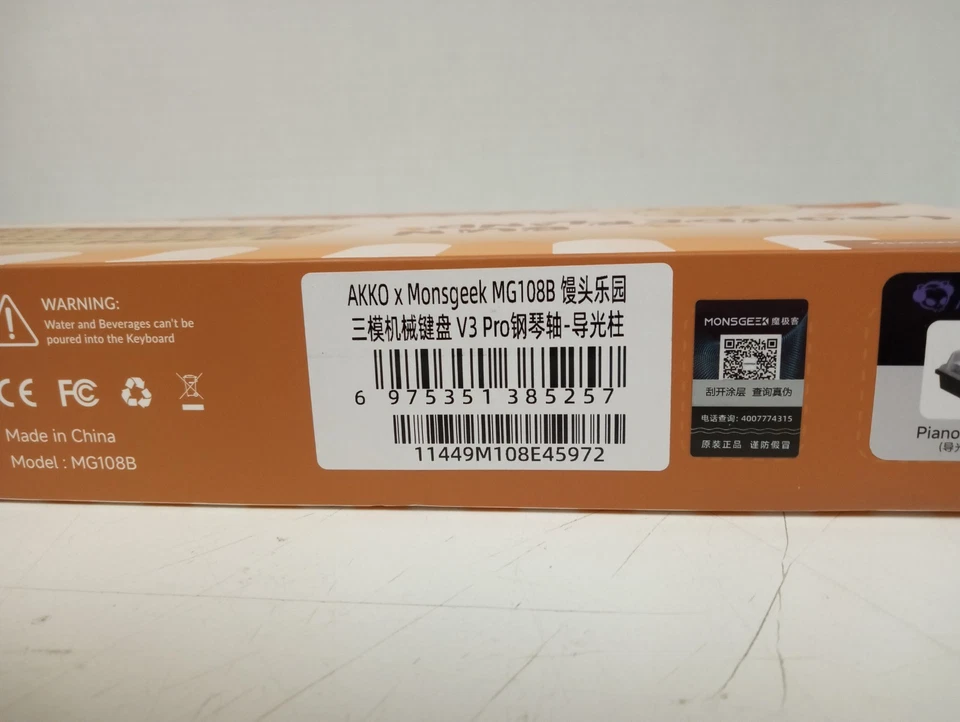 WARNING:
Water and Beverages can't be
poured into the Keyboard
CE FC
Made in China
Model : MG108B
AKKO x Monsgeek MG108B 馒头乐园
三模机械键盘 V3 Pro钢琴轴-导光柱
6 975351 385257
11449M108E45972
MONSGEEK 魔极客
刮开涂层 查询真伪
电话查询: 4007774315
原装正品 谨防假冒
Piano
(导光